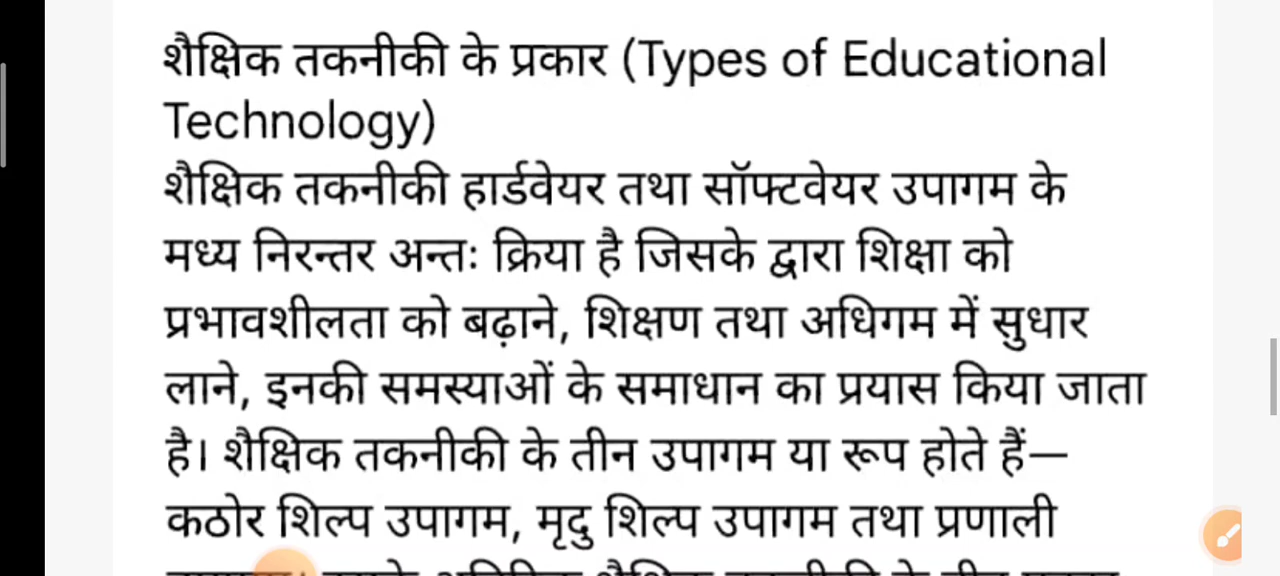 शैक्षिक तकनीकी के प्रकार (Types of Educational
Technology)
शैक्षिक तकनीकी हार्डवेयर तथा सॉफ्टवेयर उपागम के
मध्य निरन्तर अन्तः क्रिया है जिसके द्वारा शिक्षा को
प्रभावशीलता को बढ़ाने, शिक्षण तथा अधिगम में सुधार
लाने, इनकी समस्याओं के समाधान का प्रयास किया जाता
है। शैक्षिक तकनीकी के तीन उपागम या रूप होते हैं—
कठोर शिल्प उपागम, मृदु शिल्प उपागम तथा प्रणाली